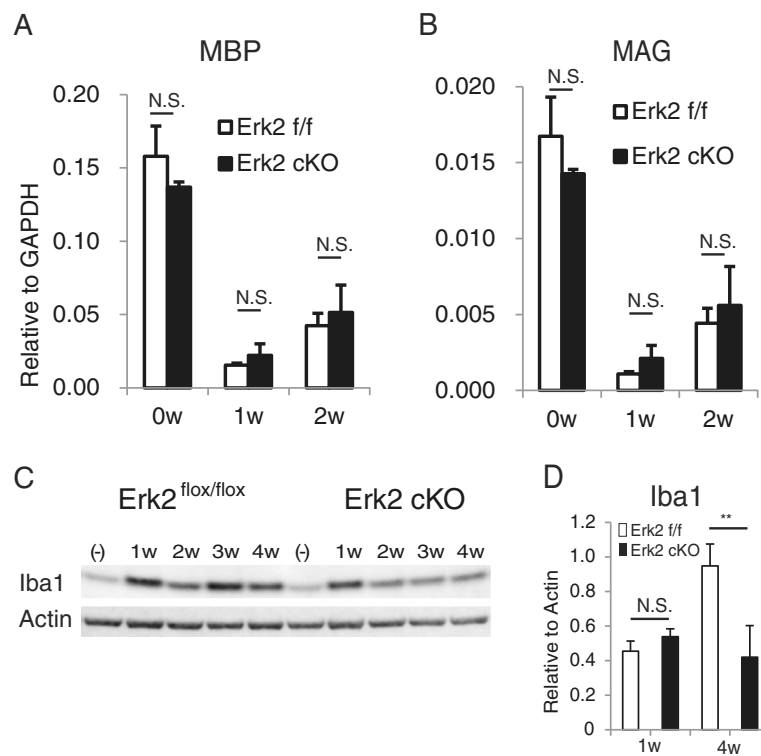 A
MBP
0.20
0.15
0.10
0.05
0.00
Relative to GAPDH
N.S.
N.S.
N.S.
Erk2 f/f
Erk2 cKO
0w
1w
2w
B
MAG
0.020
0.015
0.010
0.005
0.000
N.S.
N.S.
N.S.
Erk2 f/f
Erk2 cKO
0w
1w
2w
C
Erk2 flox/flox
Erk2 cKO
(-) 1w 2w 3w 4w (-) 1w 2w 3w 4w
Iba1
Actin
D
Iba1
1.2
1.0
0.8
0.6
0.4
0.2
0
Relative to Actin
Erk2 f/f
Erk2 cKO
N.S.
**
1w
4w